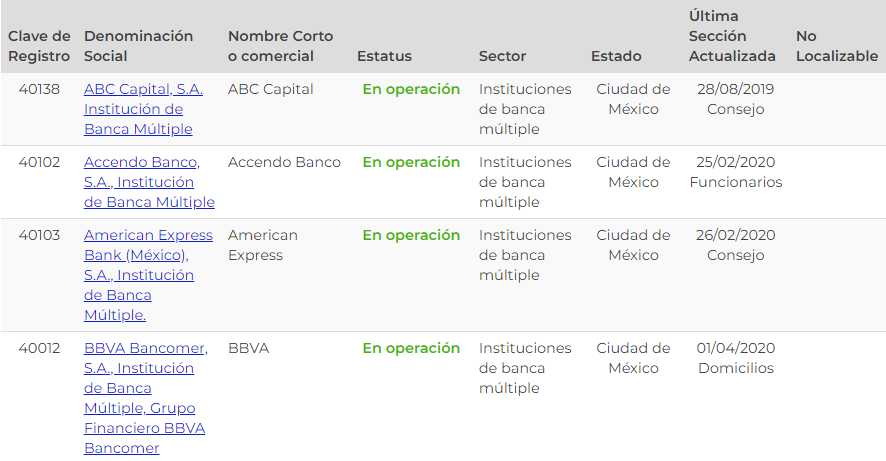 Clave de Registro Denominación Social Nombre Corto o comercial Estatus Sector Estado Última Sección Actualizada No Localizable
40138 ABC Capital, S.A. ABC Capital En operación Instituciones Ciudad de 28/08/2019
Institución de de banca México Consejo
Banca Múltiple múltiple
40102 Accendo Banco, Accendo Banco En operación Instituciones Ciudad de 25/02/2020
S.A., Institución de banca México Funcionarios
de Banca Múltiple múltiple
40103 American Express American En operación Instituciones Ciudad de 26/02/2020
Bank (México), Express de banca México Consejo
S.A., Institución múltiple
de Banca
Múltiple.
40012 BBVA Bancomer, BBVA En operación Instituciones Ciudad de 01/04/2020
S.A., Institución de banca México Domicilios
de Banca múltiple
Múltiple, Grupo
Financiero BBVA
Bancomer